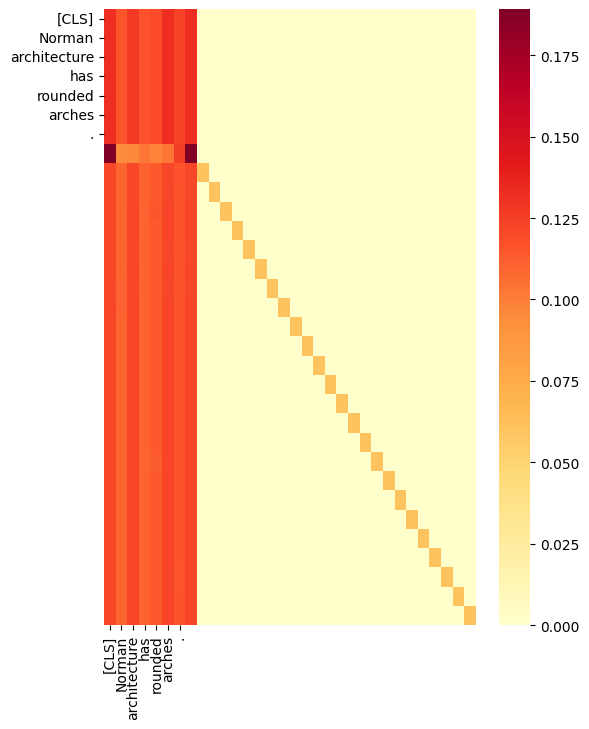 [CLS]
Norman
architecture
has
rounded
arches
.
0.175
0.150
0.125
0.100
0.075
0.050
0.025
0.000
[CLS]
Norman
architecture
has
rounded
arches
.